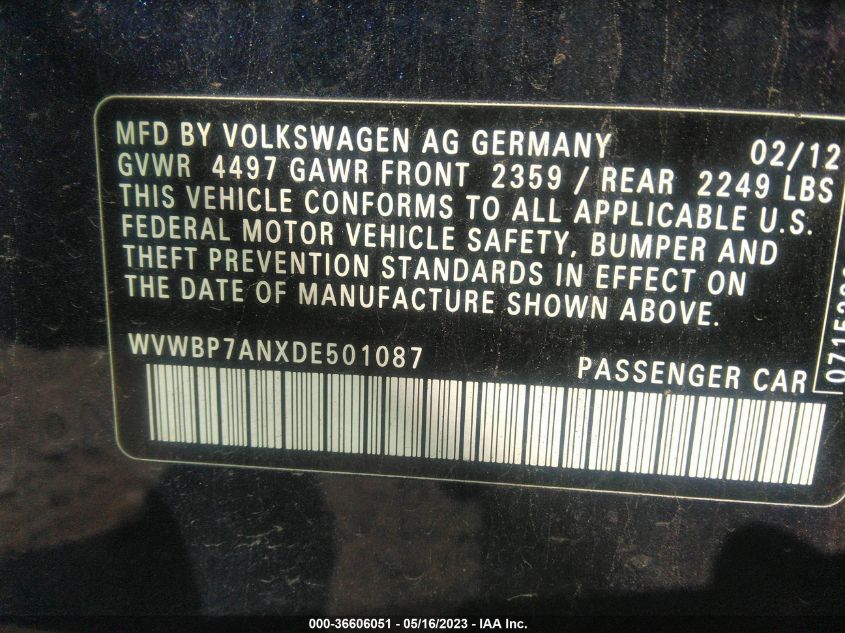 MFD BY VOLKSWAGEN AG GERMANY 02/12
GVWR 4497 GAWR FRONT 2359 / REAR 2249 LBS
THIS VEHICLE CONFORMS TO ALL APPLICABLE U.S.
FEDERAL MOTOR VEHICLE SAFETY, BUMPER AND
THEFT PREVENTION STANDARDS IN EFFECT ON
THE DATE OF MANUFACTURE SHOWN ABOVE.
WVWBP7ANXDE501087
PASSENGER CAR
000-36606051 - 05/16/2023 - IAA Inc.